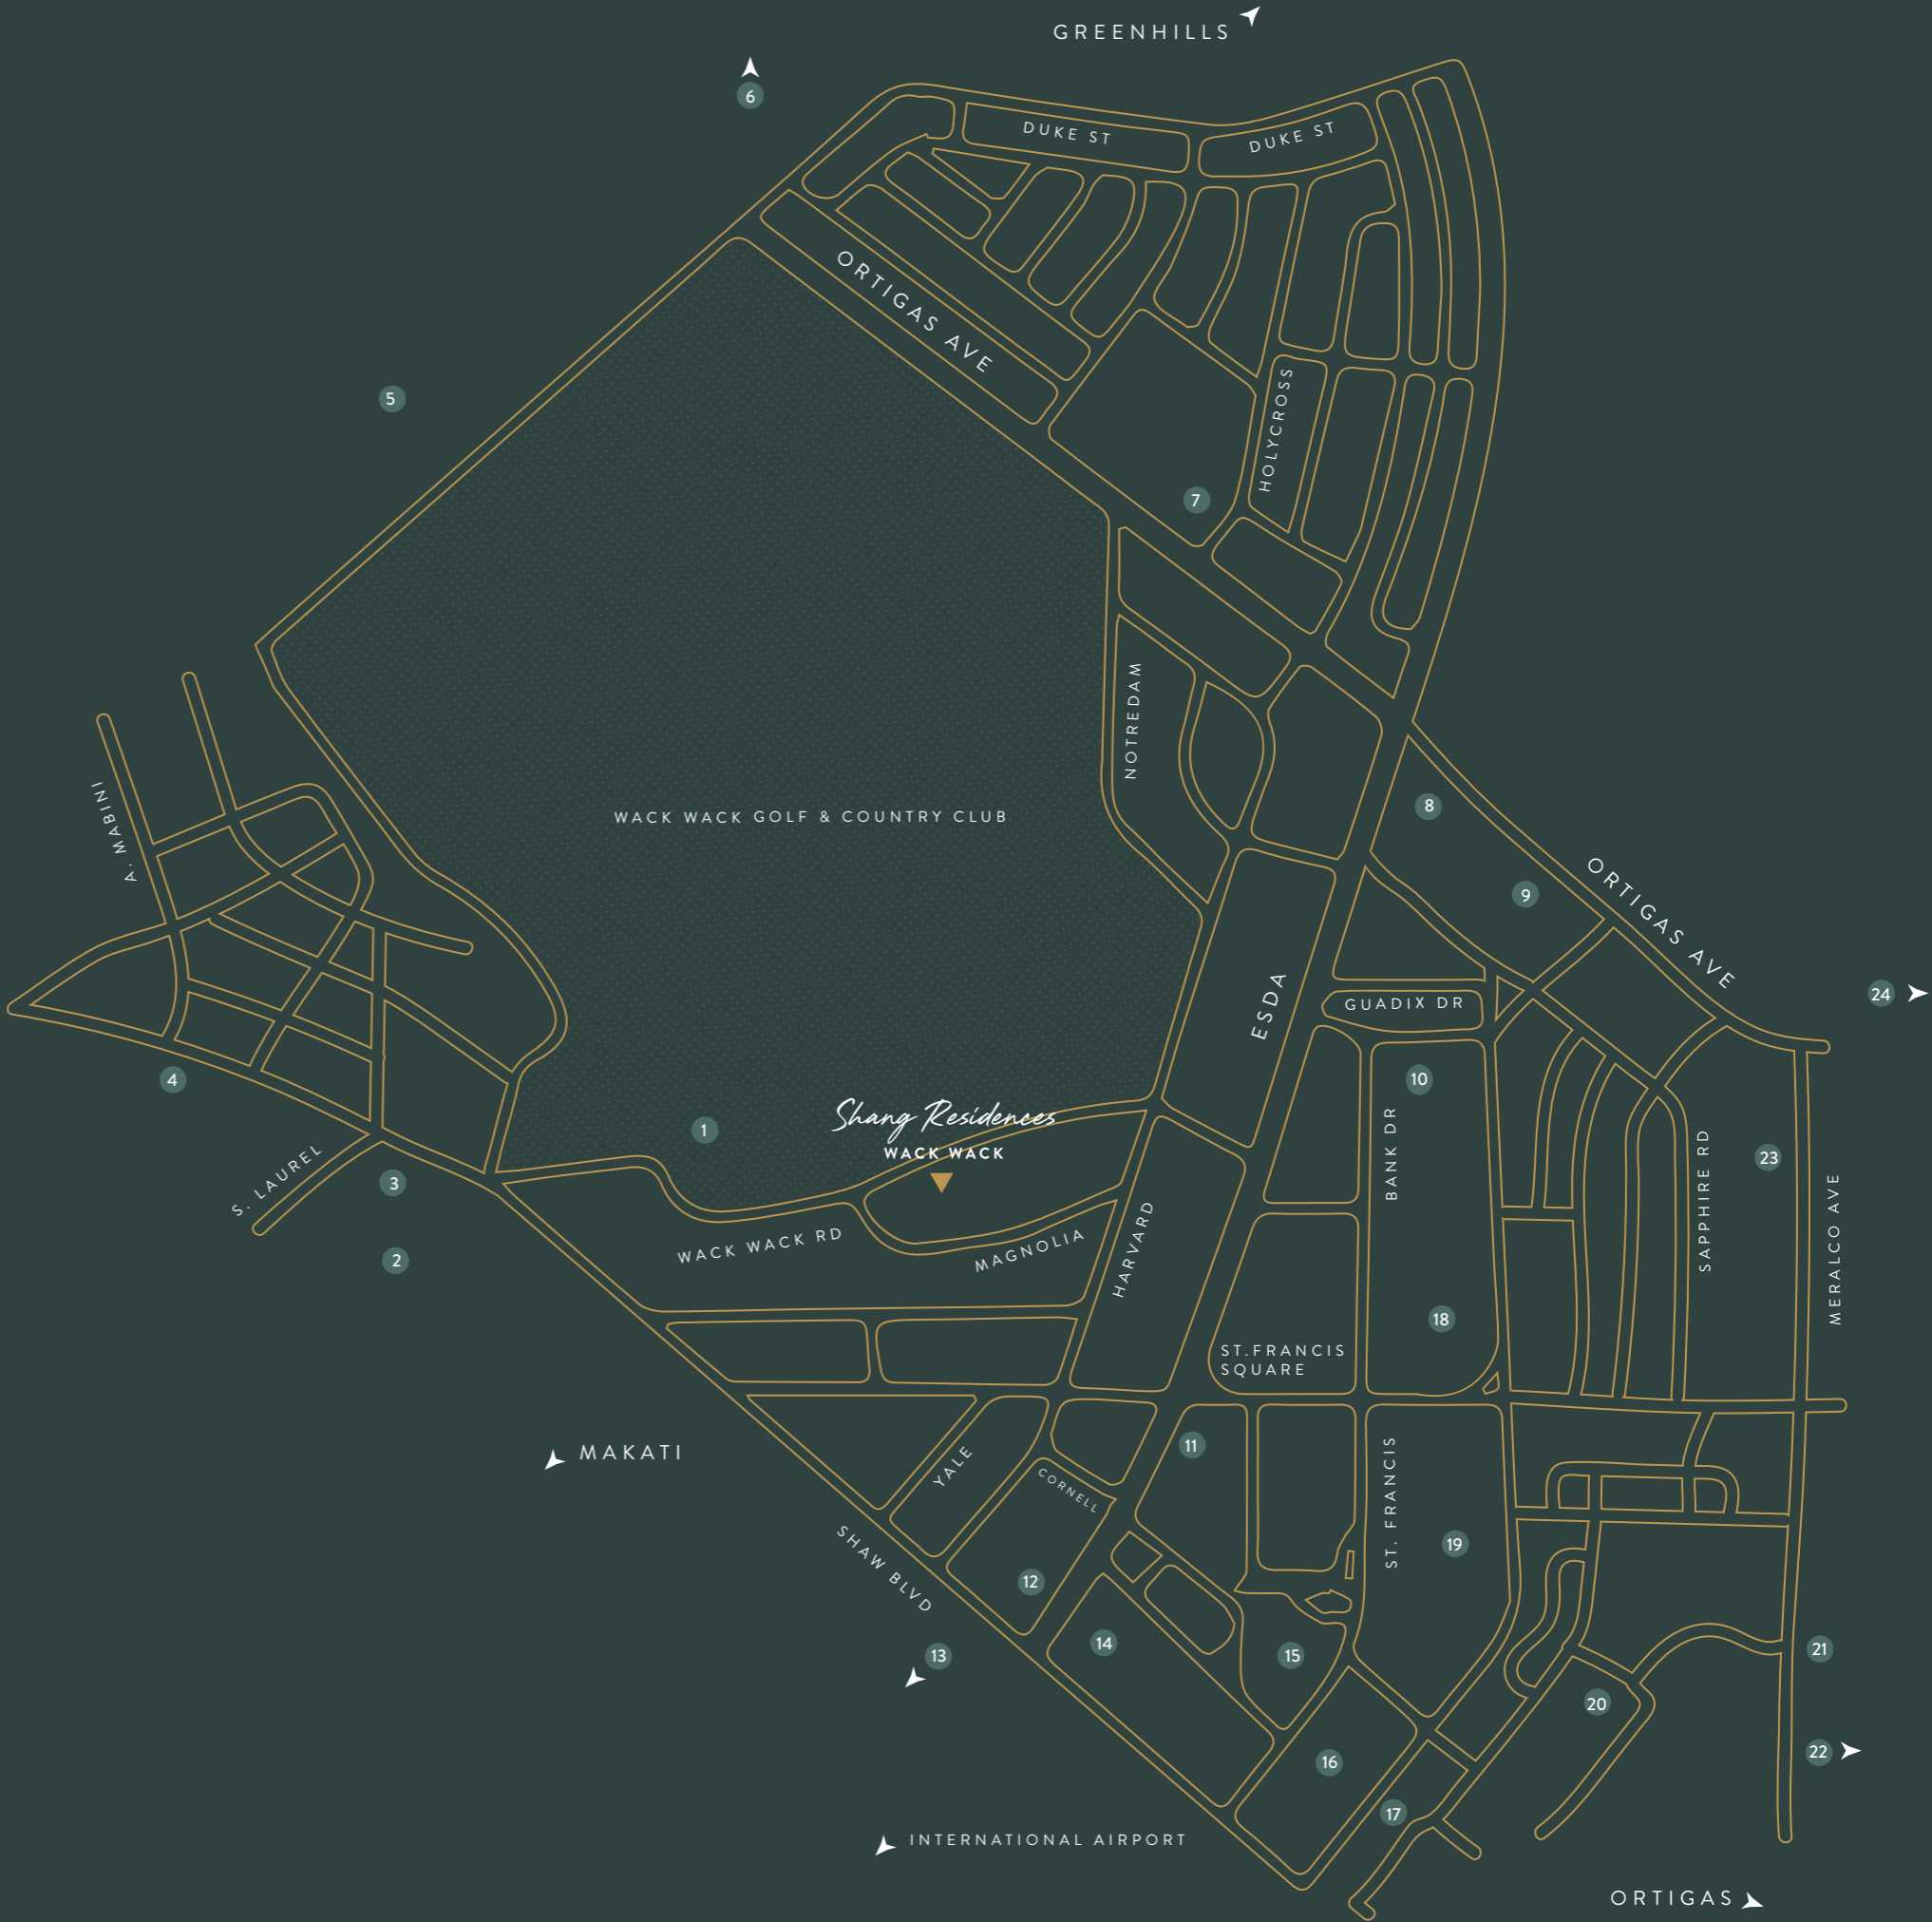 GREENHILLS
6
DUKE ST
DUKE ST
ORTIGAS AVE
5
HOLYCROSS
7
NOTREDAM
A. MABINI
WACK WACK GOLF & COUNTRY CLUB
8
9
ORTIGAS AVE
24
ESDA
GUADIX DR
4
10
1
Shang Residences
WACK WACK
BANK DR
SAPPHIRE RD
23
S. LAUREL
3
2
WACK WACK RD
MAGNOLIA
HARVARD
MERALCO AVE
18
ST.FRANCIS
SQUARE
MAKATI
YALE
CORNELL
11
ST. FRANCIS
19
SHAW BLVD
12
13
14
15
21
20
16
22
17
INTERNATIONAL AIRPORT
ORTIGAS